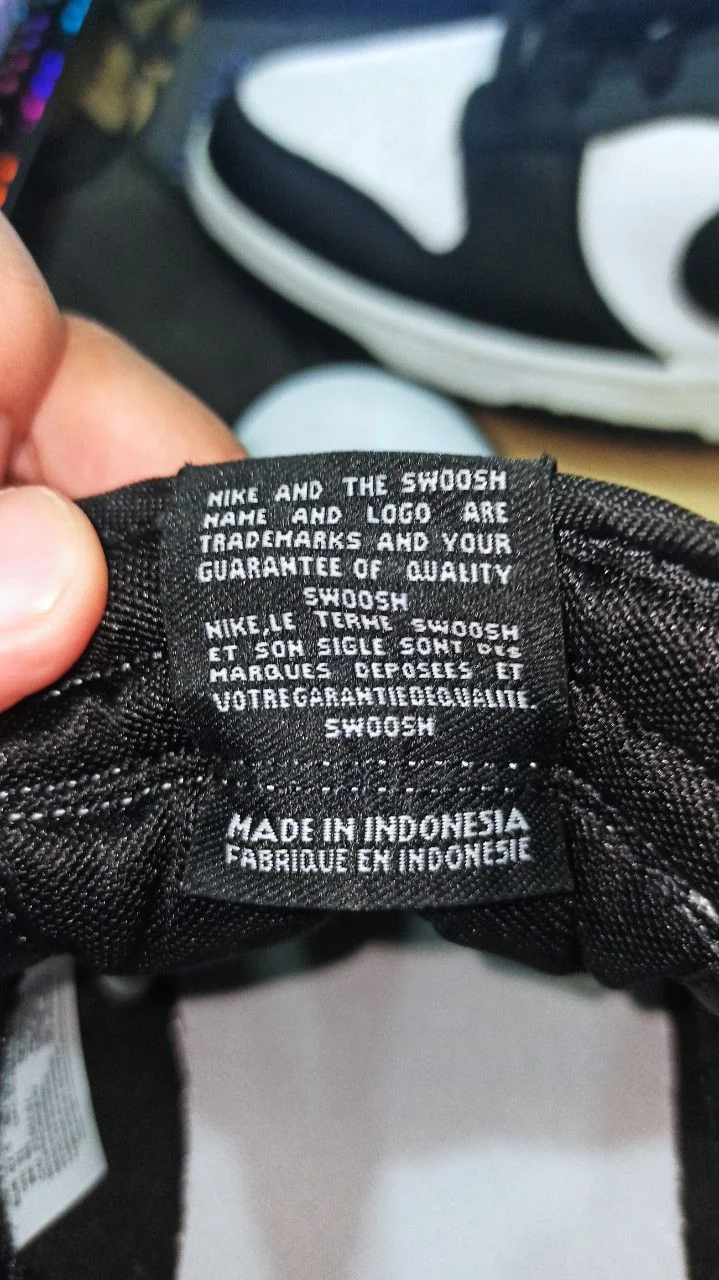 NIKE AND THE SWOOSH
NAME AND LOGO ARE
TRADEMARKS AND YOUR
GUARANTEE OF QUALITY
SWOOSH
NIKE,LE TERME SWOOSH
ET SON SIGLE SONT DES
MARQUES DEPOSEES ET
VOTREGARANTIEDEQUALITE.
SWOOSH
MADE IN INDONESIA
FABRIQUE EN INDONESIE